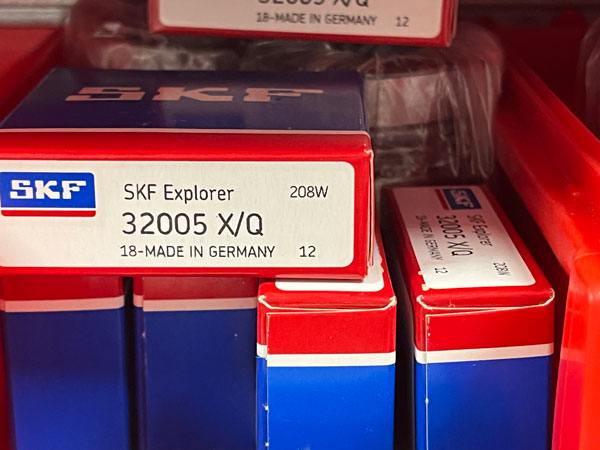 32005 X/Q
18-MADE IN GERMANY 12
SKF
SKF
SKF Explorer 208W
32005 X/Q
18-MADE IN GERMANY 12
SKF
SKF Explorer
32005 X/Q
18-MADE IN GERMANY 12